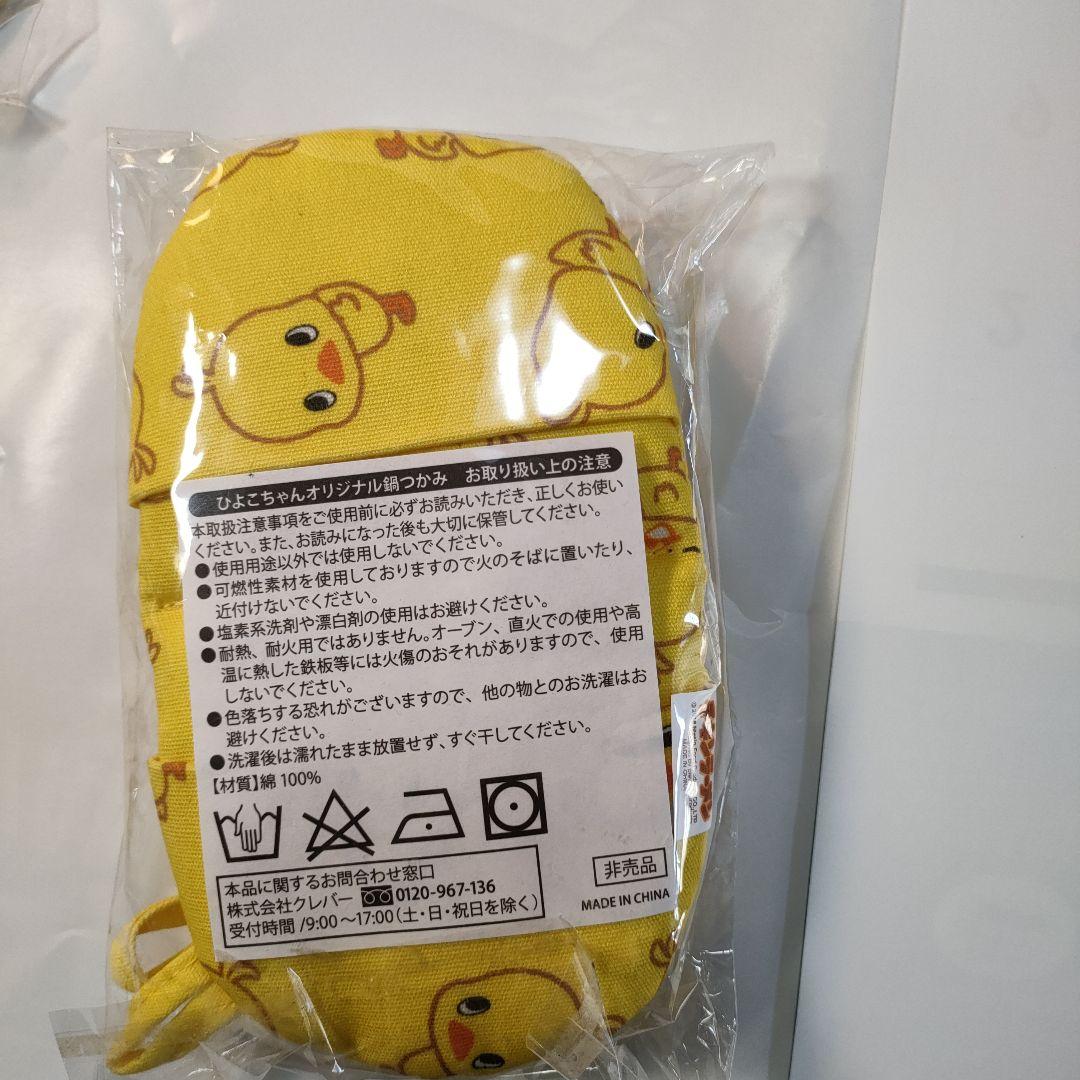 ひよこちゃんオリジナル鍋つかみ　お取り扱い上の注意
本取扱注意事項をご使用前に必ずお読みいただき、正しくお使い
ください。また、お読みになった後も大切に保管してください。
●使用用途以外では使用しないでください。
●可燃性素材を使用しておりますので火のそばに置いたり、
近付けないでください。
●塩素系洗剤や漂白剤の使用はお避けください。
●耐熱、耐火用ではありません。オーブン、直火での使用や高
温に熱した鉄板等には火傷のおそれがありますので、使用
しないでください。
●色落ちする恐れがございますので、他の物とのお洗濯はお
避けください。
●洗濯後は濡れたまま放置せず、すぐ干してください。
【材質】綿100%
本品に関するお問合わせ窓口
株式会社クレバー 0120-967-136
受付時間 /9:00～17:00（土・日・祝日を除く）
非売品
MADE IN CHINA
チキンラーメン
CO.,LTD
MADE IN CHINA